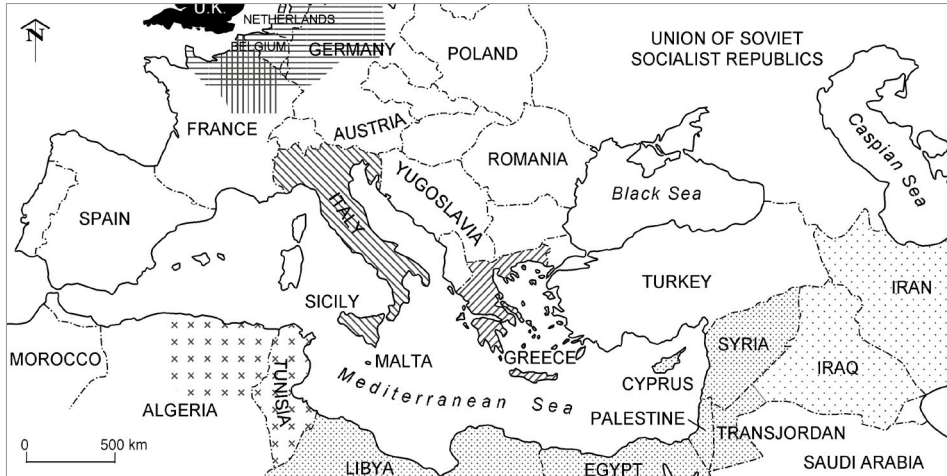 U.K.
N
NETHERLANDS
BELGIUM
GERMANY
POLAND
UNION OF SOVIET
SOCIALIST REPUBLICS
FRANCE
AUSTRIA
ROMANIA
Caspian Sea
SPAIN
ITALY
YUGOSLAVIA
Black Sea
TURKEY
IRAN
SICILY
MOROCCO
MALTA
GREECE
SYRIA
IRAQ
CYPRUS
ALGERIA
TUNISIA
Mediterranean Sea
PALESTINE
TRANSJORDAN
0 500 km
LIBYA
EGYPT
SAUDI ARABIA